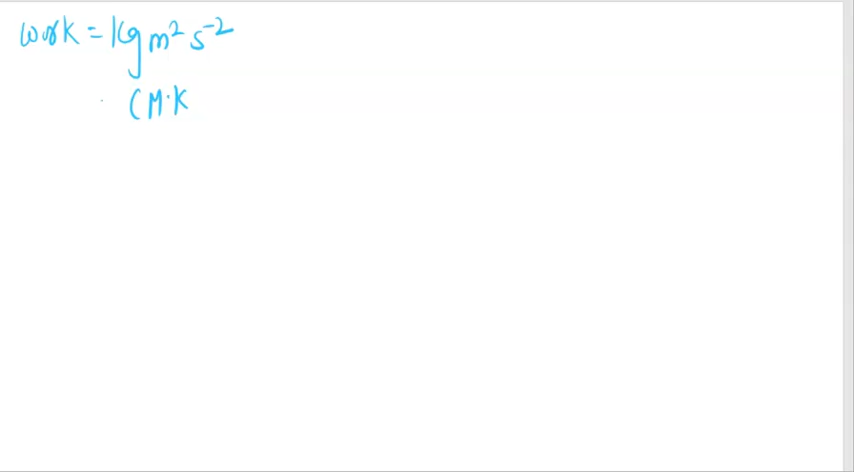 work = Kg m² s⁻²
(M·K